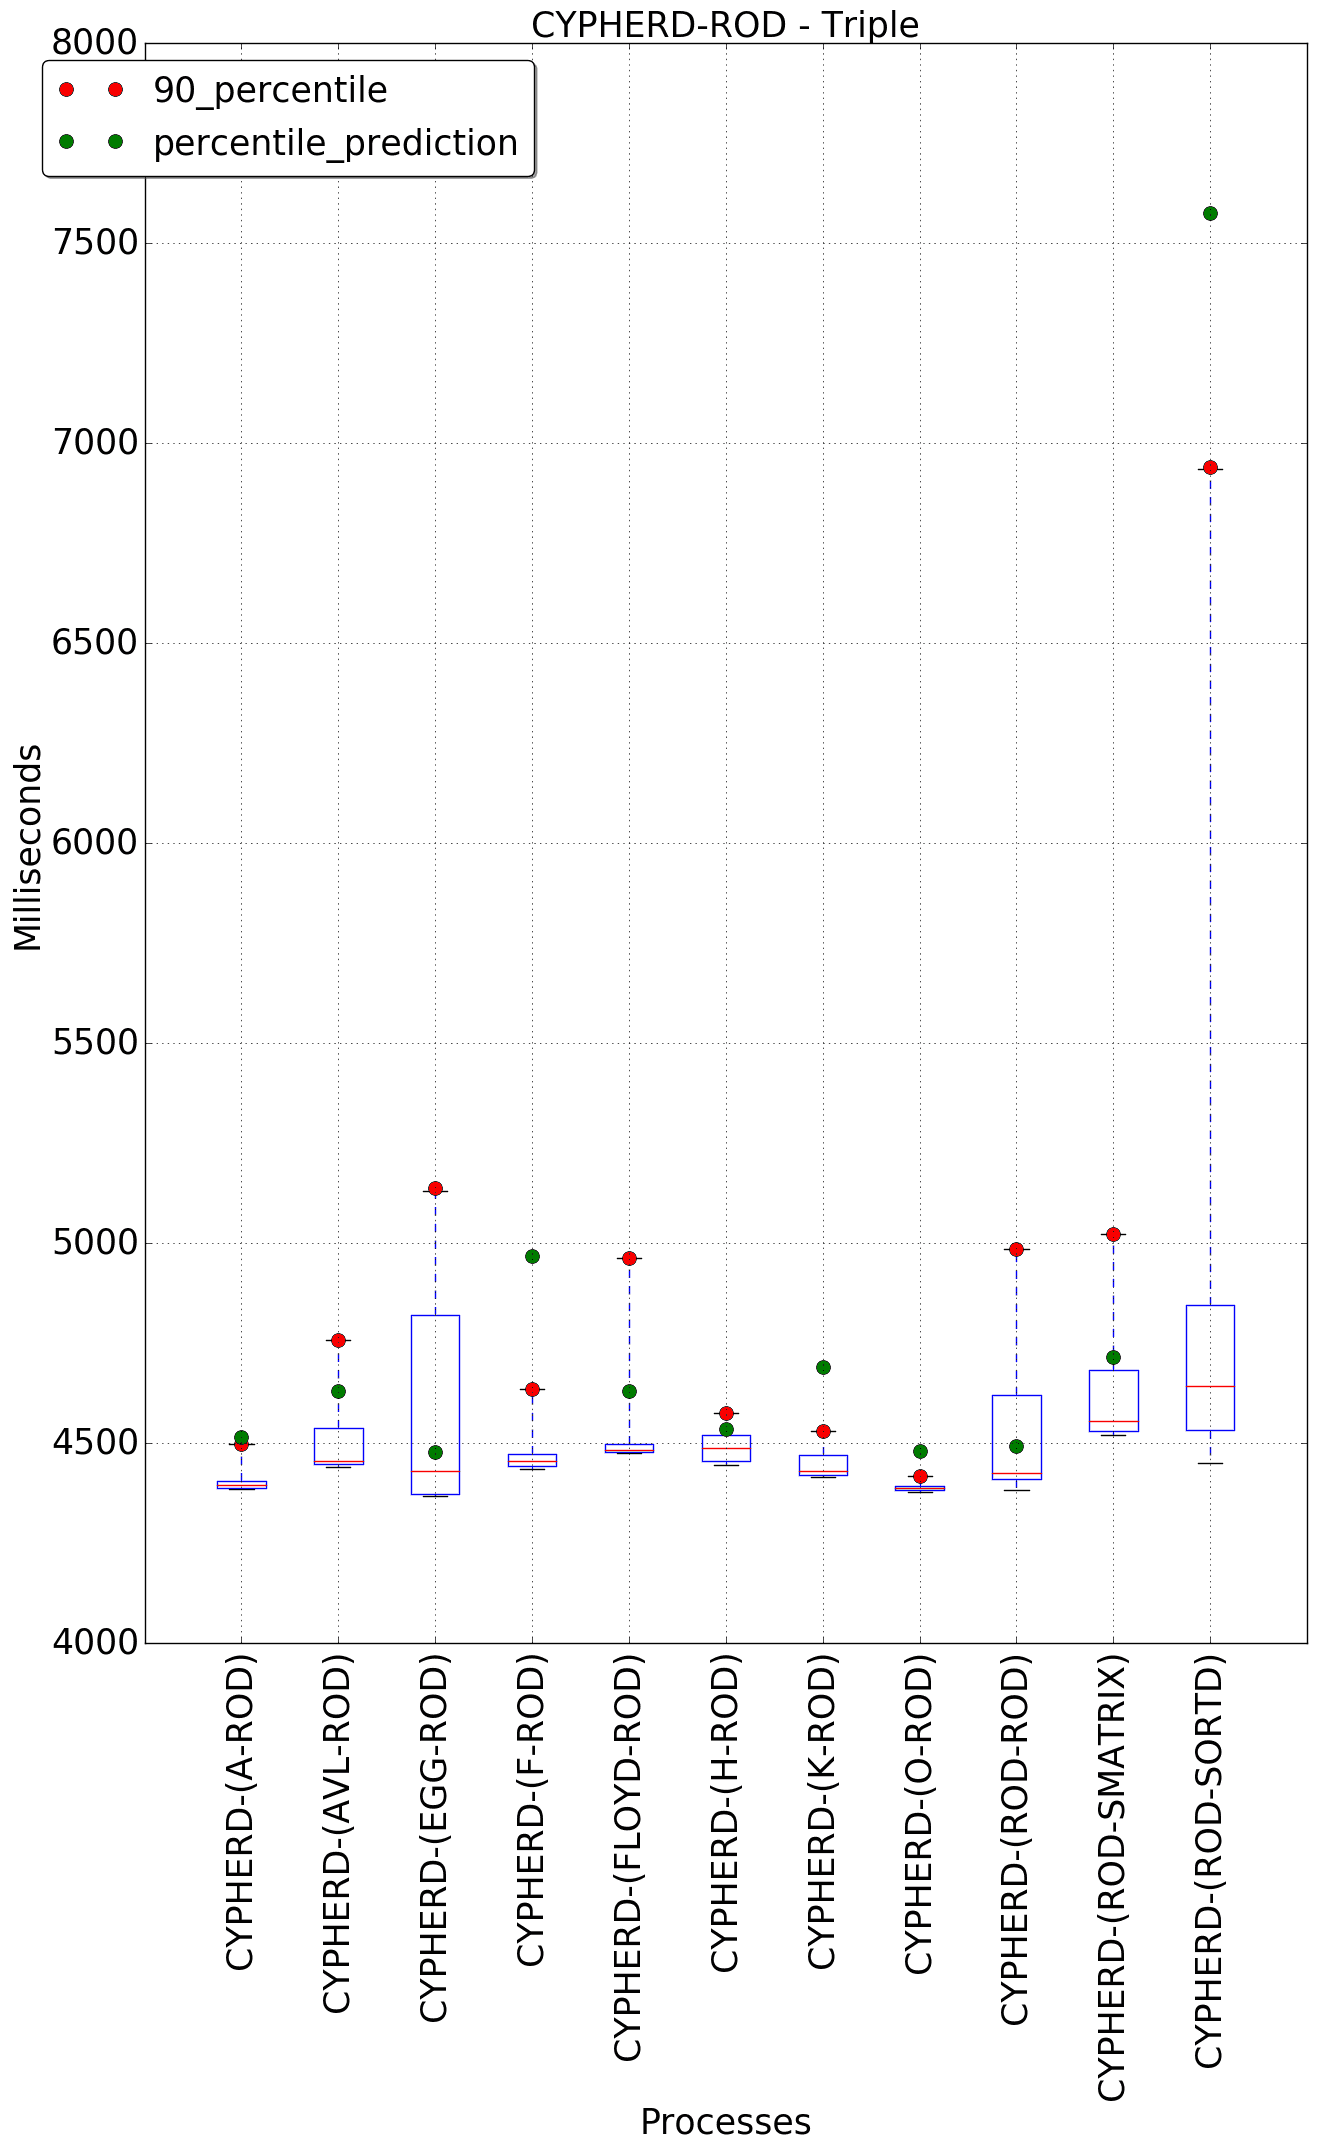 CYPHERD-ROD - Triple
8000
90_percentile
percentile_prediction
7500
7000
6500
6000
5500
5000
4500
4000
Milliseconds
CYPHERD-(A-ROD)
CYPHERD-(AVL-ROD)
CYPHERD-(EGG-ROD)
CYPHERD-(F-ROD)
CYPHERD-(FLOYD-ROD)
CYPHERD-(H-ROD)
CYPHERD-(K-ROD)
CYPHERD-(O-ROD)
CYPHERD-(ROD-ROD)
CYPHERD-(ROD-SMATRIX)
CYPHERD-(ROD-SORTD)
Processes